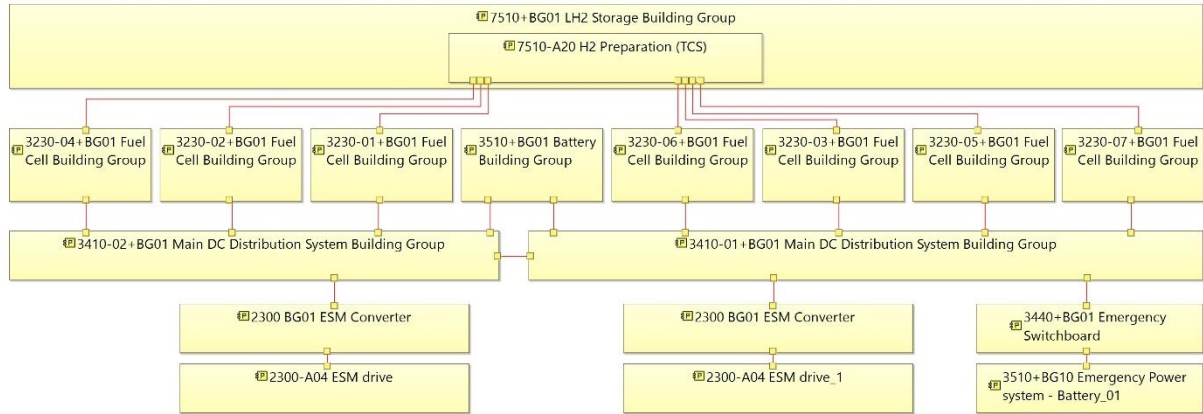 7510+BG01 LH2 Storage Building Group
7510-A20 H2 Preparation (TCS)
3230-04+BG01 Fuel
Cell Building Group
3230-02+BG01 Fuel
Cell Building Group
3230-01+BG01 Fuel
Cell Building Group
3510+BG01 Battery
Building Group
3230-06+BG01 Fuel
Cell Building Group
3230-03+BG01 Fuel
Cell Building Group
3230-05+BG01 Fuel
Cell Building Group
3230-07+BG01 Fuel
Cell Building Group
3410-02+BG01 Main DC Distribution System Building Group
3410-01+BG01 Main DC Distribution System Building Group
2300 BG01 ESM Converter
2300 BG01 ESM Converter
3440+BG01 Emergency
Switchboard
2300-A04 ESM drive
2300-A04 ESM drive_1
3510+BG10 Emergency Power
system - Battery_01